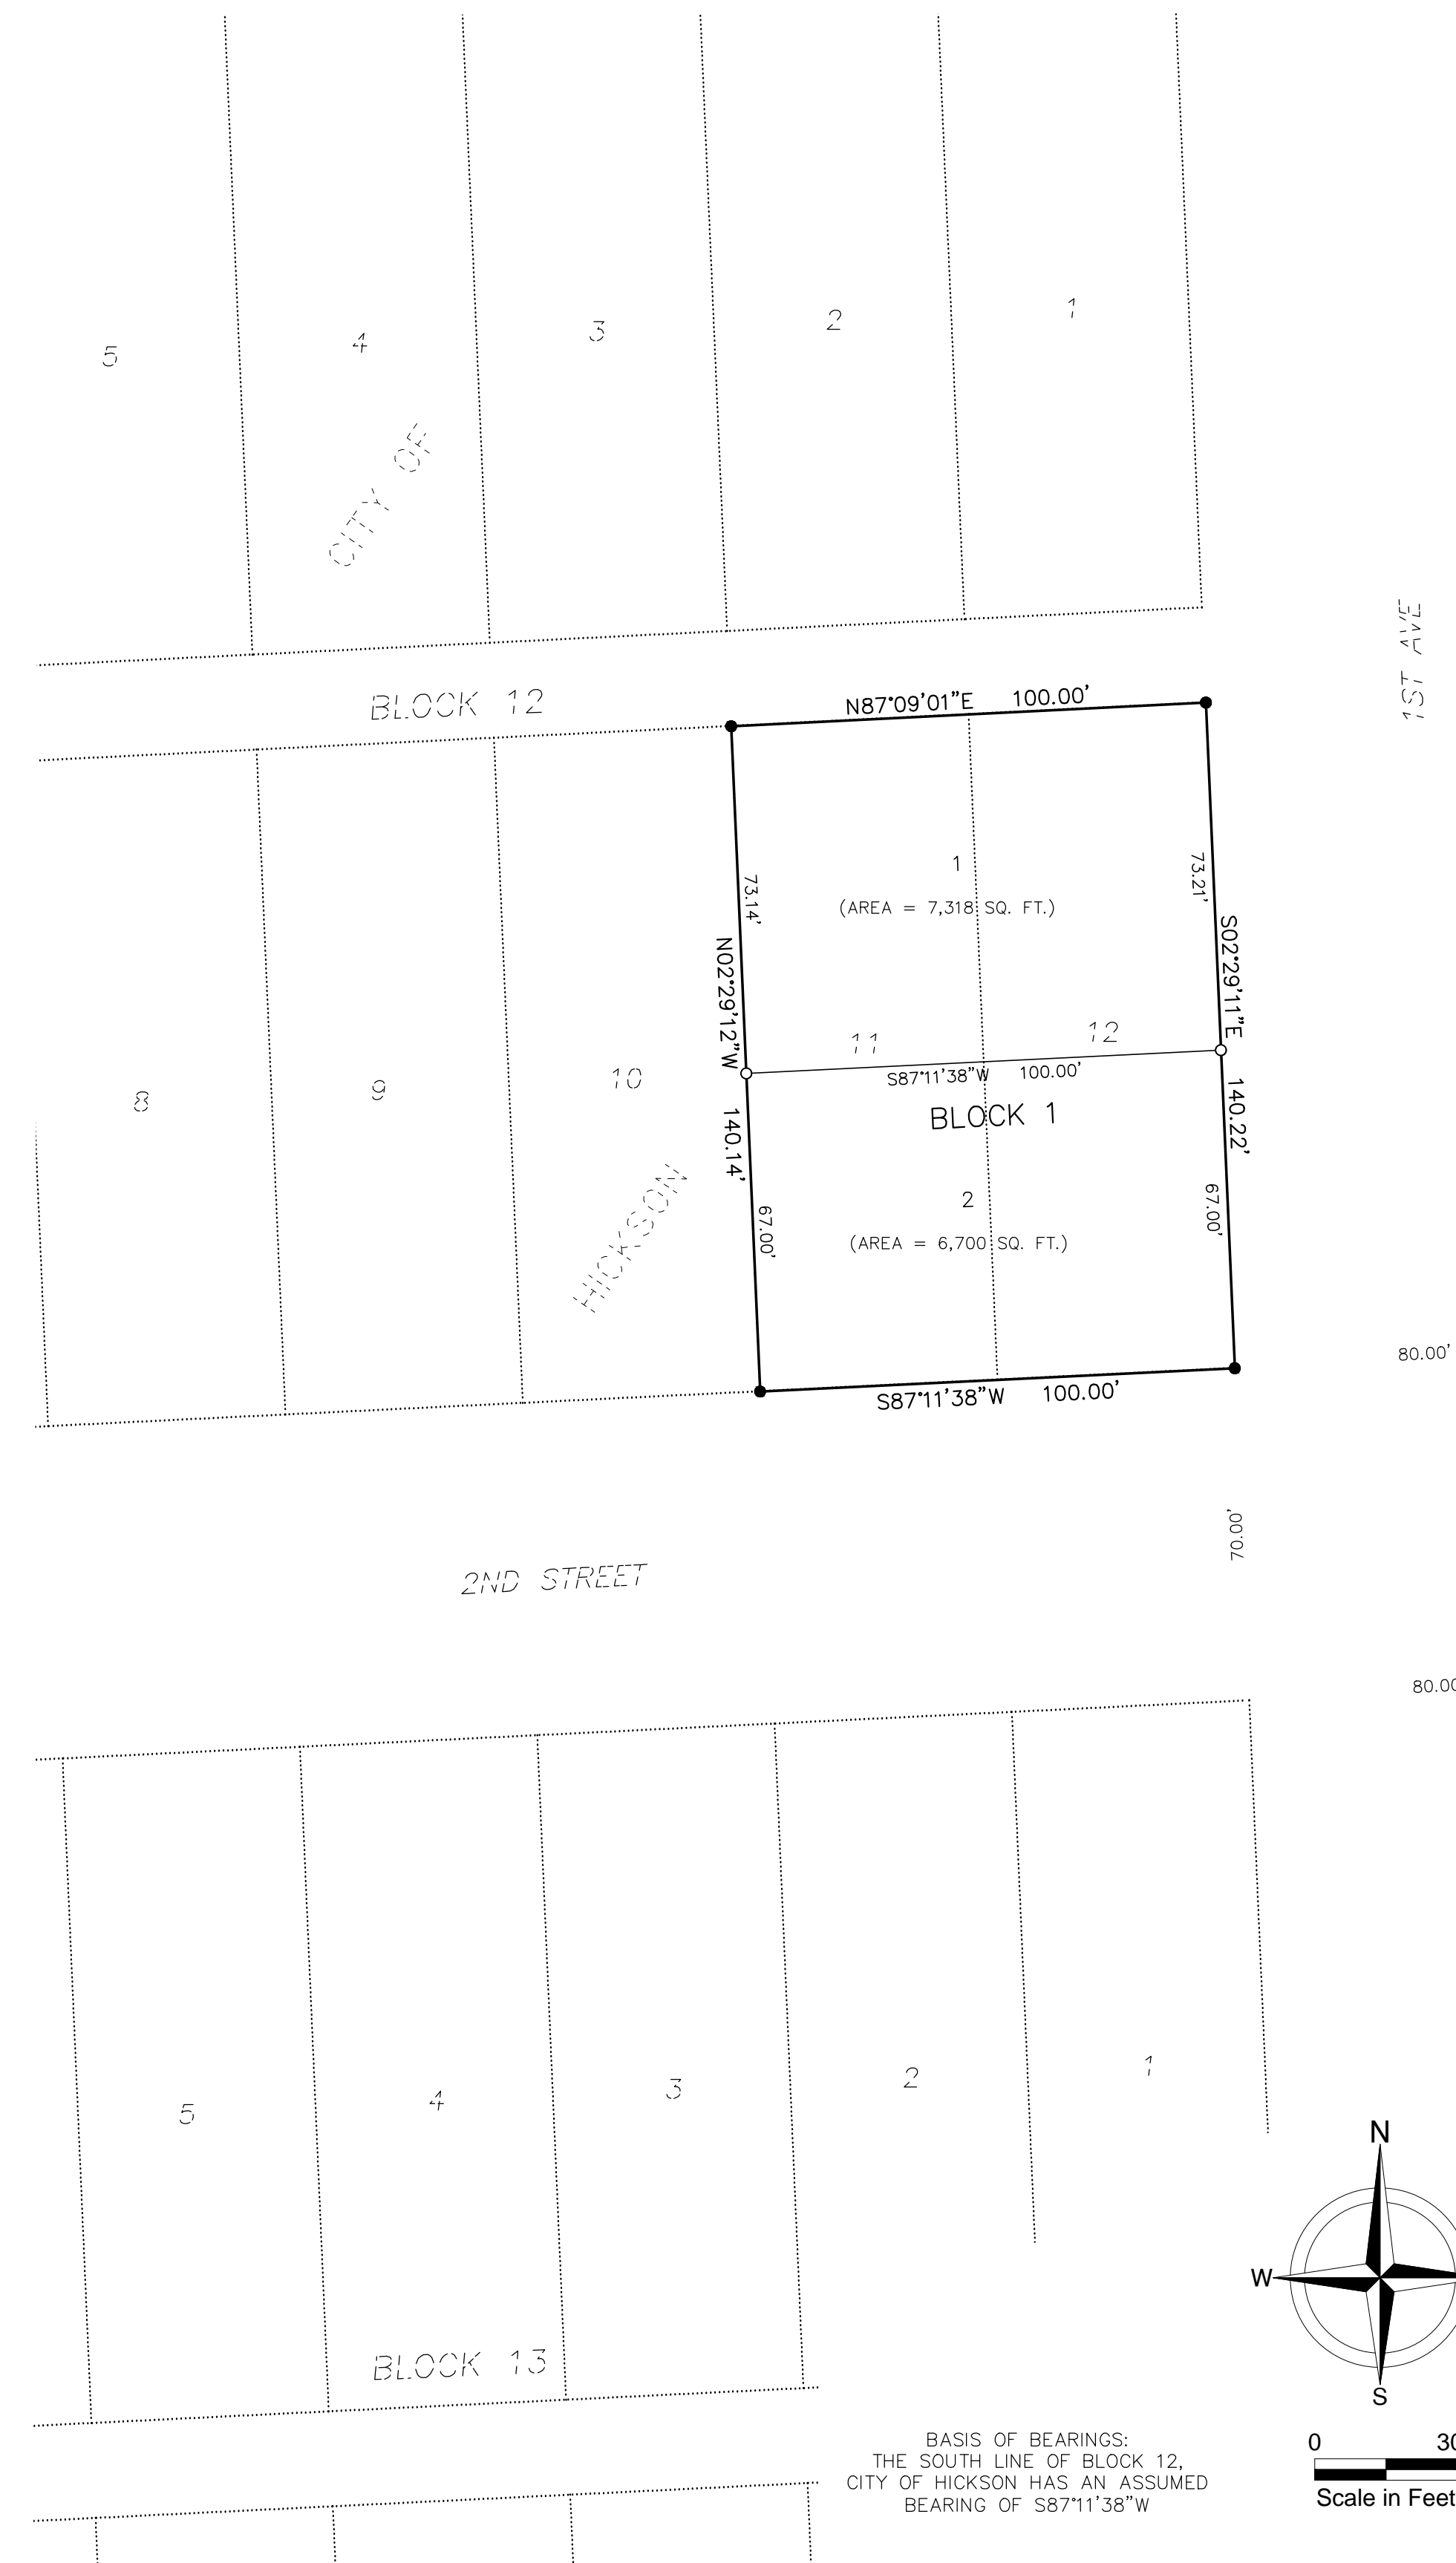 5
4
3
2
1
CITY OF
1ST AVE
BLOCK 12
N87°09'01"E 100.00'
73.14'
1
73.21'
(AREA = 7,318 SQ. FT.)
N02°29'12"W
S02°29'11"E
11
12
8
9
10
S87°11'38"W 100.00'
BLOCK 1
140.14'
140.22'
HICKSON
2
67.00'
67.00'
(AREA = 6,700 SQ. FT.)
80.00'
S87°11'38"W 100.00'
70.00'
2ND STREET
80.00
5
4
3
2
1
N
W
S
BLOCK 13
BASIS OF BEARINGS:
THE SOUTH LINE OF BLOCK 12,
CITY OF HICKSON HAS AN ASSUMED
BEARING OF S87°11'38"W
0 30
Scale in Feet